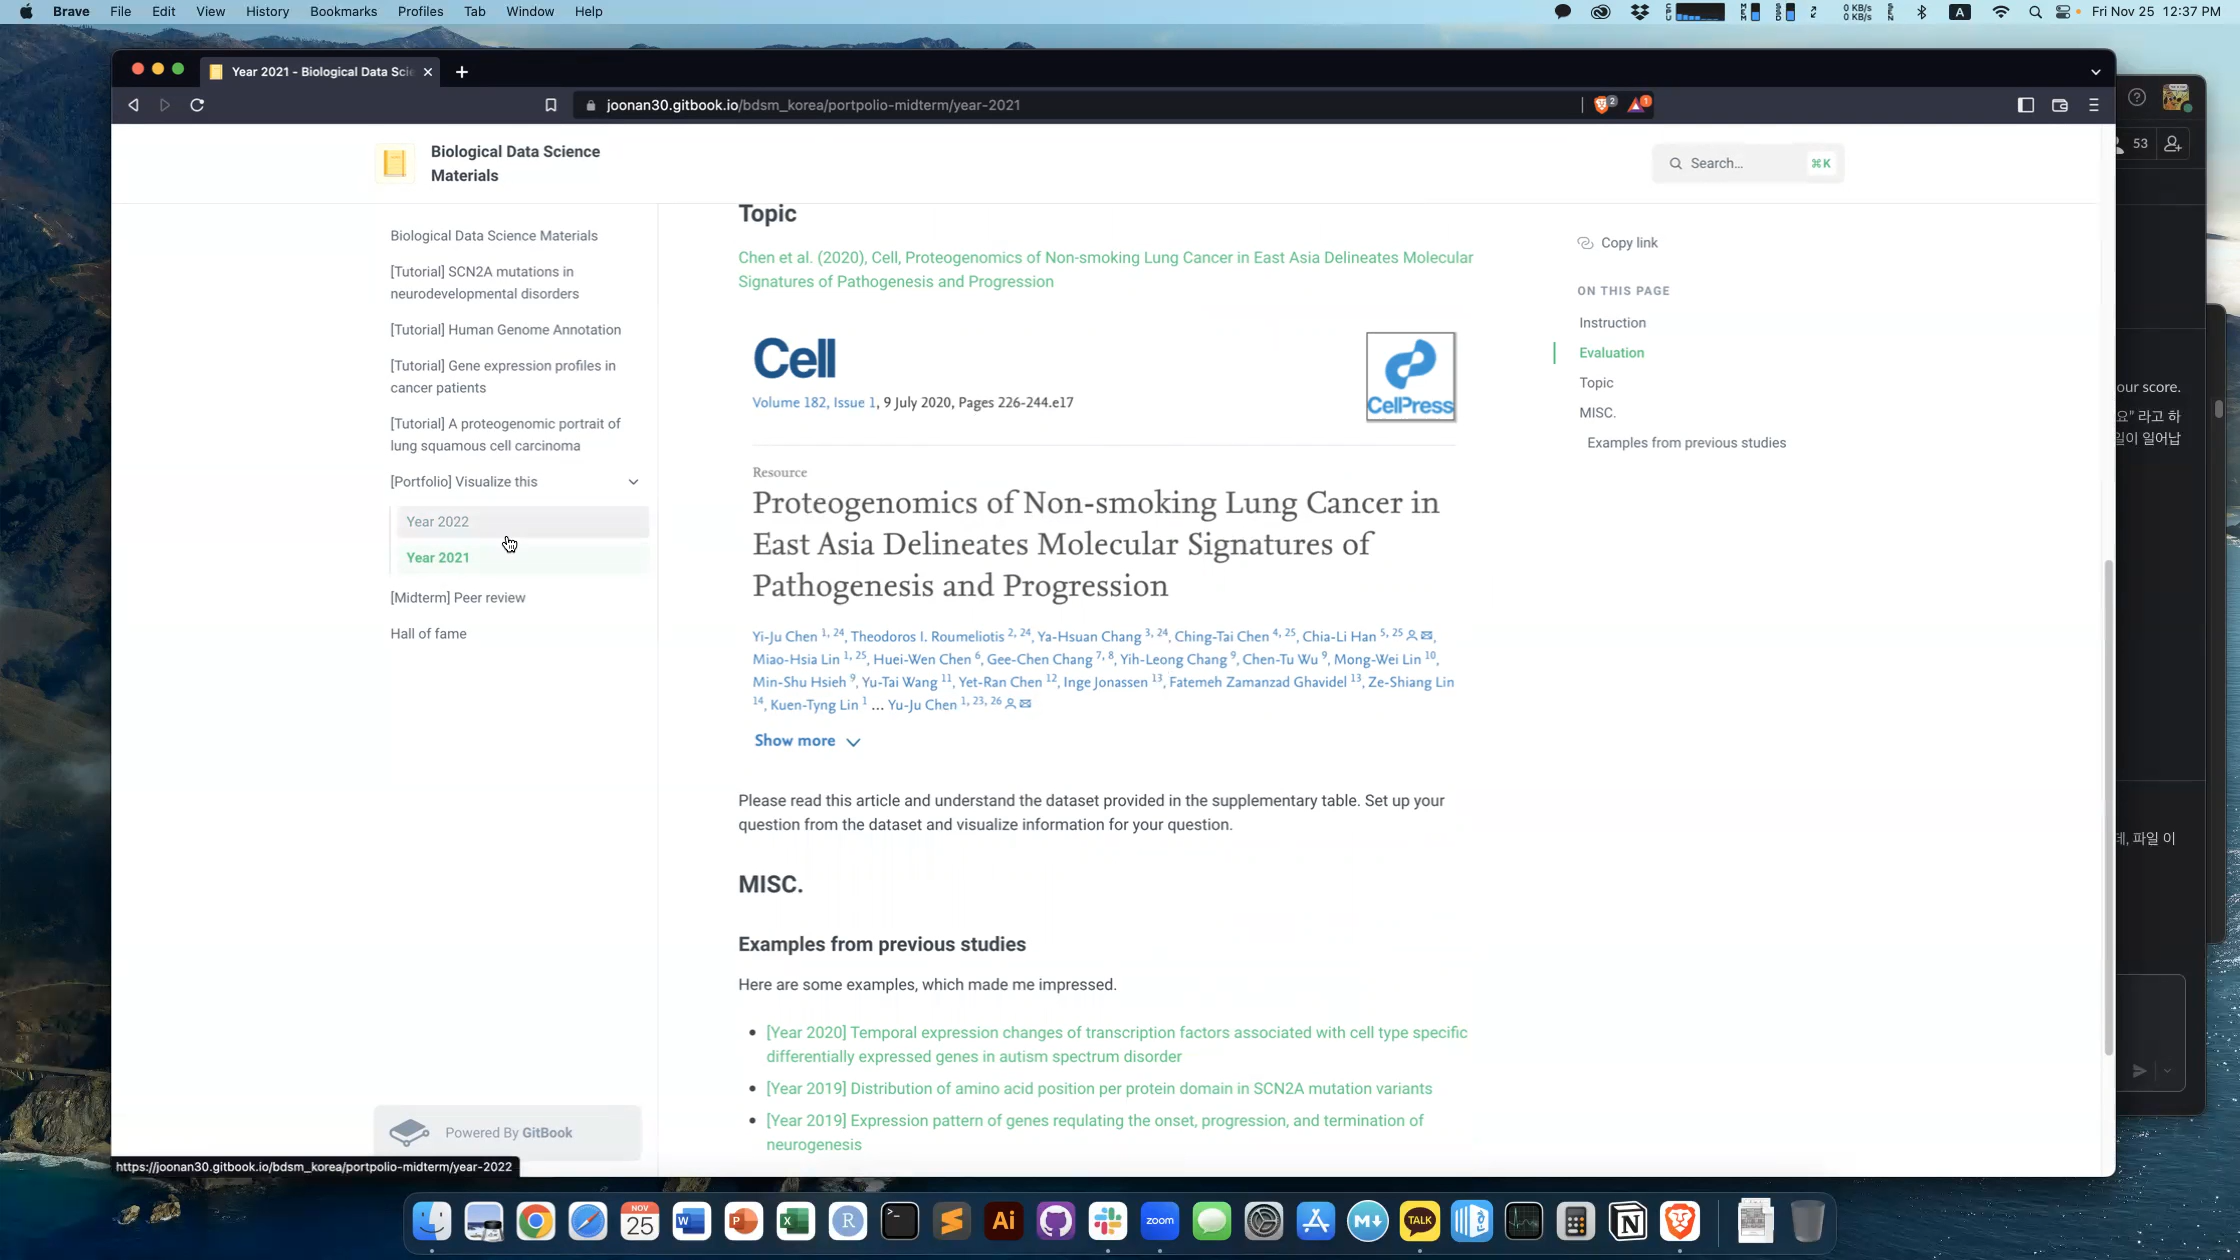 Brave File Edit View History Bookmarks Profiles Tab Window Help
0 KB/s
0 KB/s
A
Fri Nov 25 12:37 PM
Year 2021 - Biological Data Scie
joonan30.gitbook.io/bdsm_korea/portpolio-midterm/year-2021
2
1
53
Biological Data Science
Materials
Search... ⌘K
Biological Data Science Materials
[Tutorial] SCN2A mutations in
neurodevelopmental disorders
[Tutorial] Human Genome Annotation
[Tutorial] Gene expression profiles in
cancer patients
[Tutorial] A proteogenomic portrait of
lung squamous cell carcinoma
[Portfolio] Visualize this
Year 2022
Year 2021
[Midterm] Peer review
Hall of fame
Powered By GitBook
https://joonan30.gitbook.io/bdsm_korea/portpolio-midterm/year-2022
Topic
Chen et al. (2020), Cell, Proteogenomics of Non-smoking Lung Cancer in East Asia Delineates Molecular
Signatures of Pathogenesis and Progression
Cell
CellPress
Volume 182, Issue 1, 9 July 2020, Pages 226-244.e17
Resource
Proteogenomics of Non-smoking Lung Cancer in
East Asia Delineates Molecular Signatures of
Pathogenesis and Progression
Yi-Ju Chen 1, 24, Theodoros I. Roumeliotis 2, 24, Ya-Hsuan Chang 3, 24, Ching-Tai Chen 4, 25, Chia-Li Han 5, 25,
Miao-Hsia Lin 1, 25, Huei-Wen Chen 6, Gee-Chen Chang 7, 8, Yih-Leong Chang 9, Chen-Tu Wu 9, Mong-Wei Lin 10,
Min-Shu Hsieh 9, Yu-Tai Wang 11, Yet-Ran Chen 12, Inge Jonassen 13, Fatemeh Zamanzad Ghavidel 13, Ze-Shiang Lin
14, Kuen-Tyng Lin 1 ... Yu-Ju Chen 1, 23, 26
Show more
Please read this article and understand the dataset provided in the supplementary table. Set up your
question from the dataset and visualize information for your question.
MISC.
Examples from previous studies
Here are some examples, which made me impressed.
[Year 2020] Temporal expression changes of transcription factors associated with cell type specific
differentially expressed genes in autism spectrum disorder
[Year 2019] Distribution of amino acid position per protein domain in SCN2A mutation variants
[Year 2019] Expression pattern of genes requlating the onset, progression, and termination of
neurogenesis
Copy link
ON THIS PAGE
Instruction
Evaluation
Topic
MISC.
Examples from previous studies
our score.
요” 라고 하
일이 일어납
데, 파일 이
NOV
25
W P X R Ai
zoom
M
TALK
N